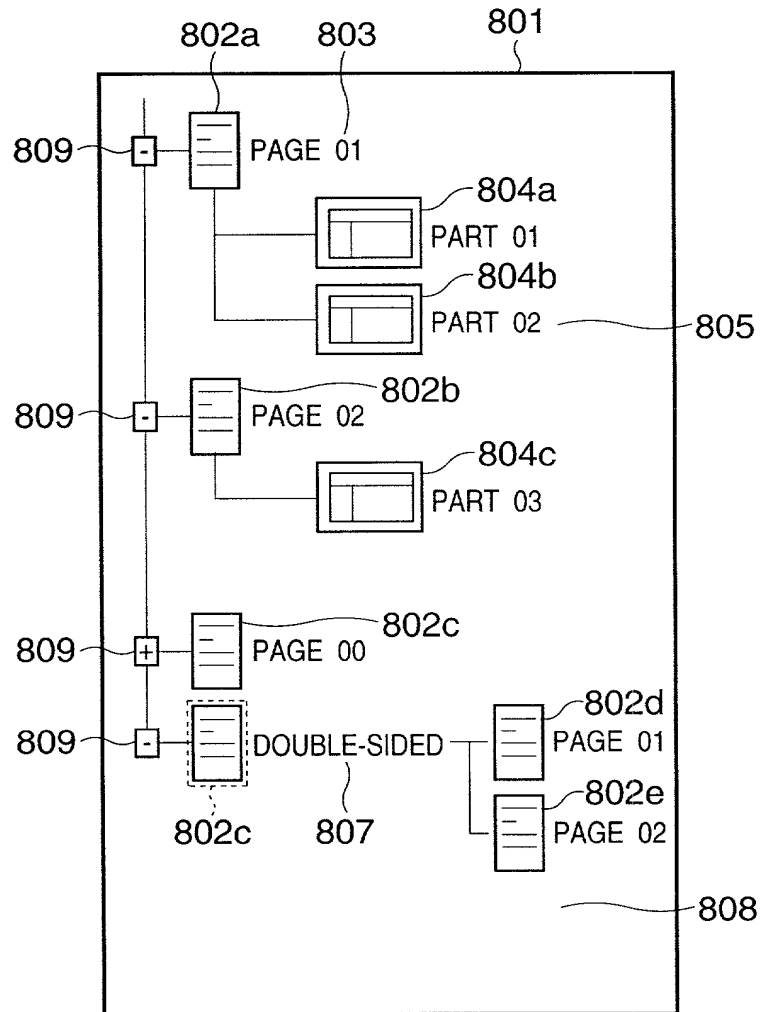 802a 803 801
809 - PAGE 01
804a
PART 01
804b
PART 02 805
802b
809 - PAGE 02
804c
PART 03
802c
809 + PAGE 00
802d
809 - DOUBLE-SIDED PAGE 01
802c 807 802e
PAGE 02
808